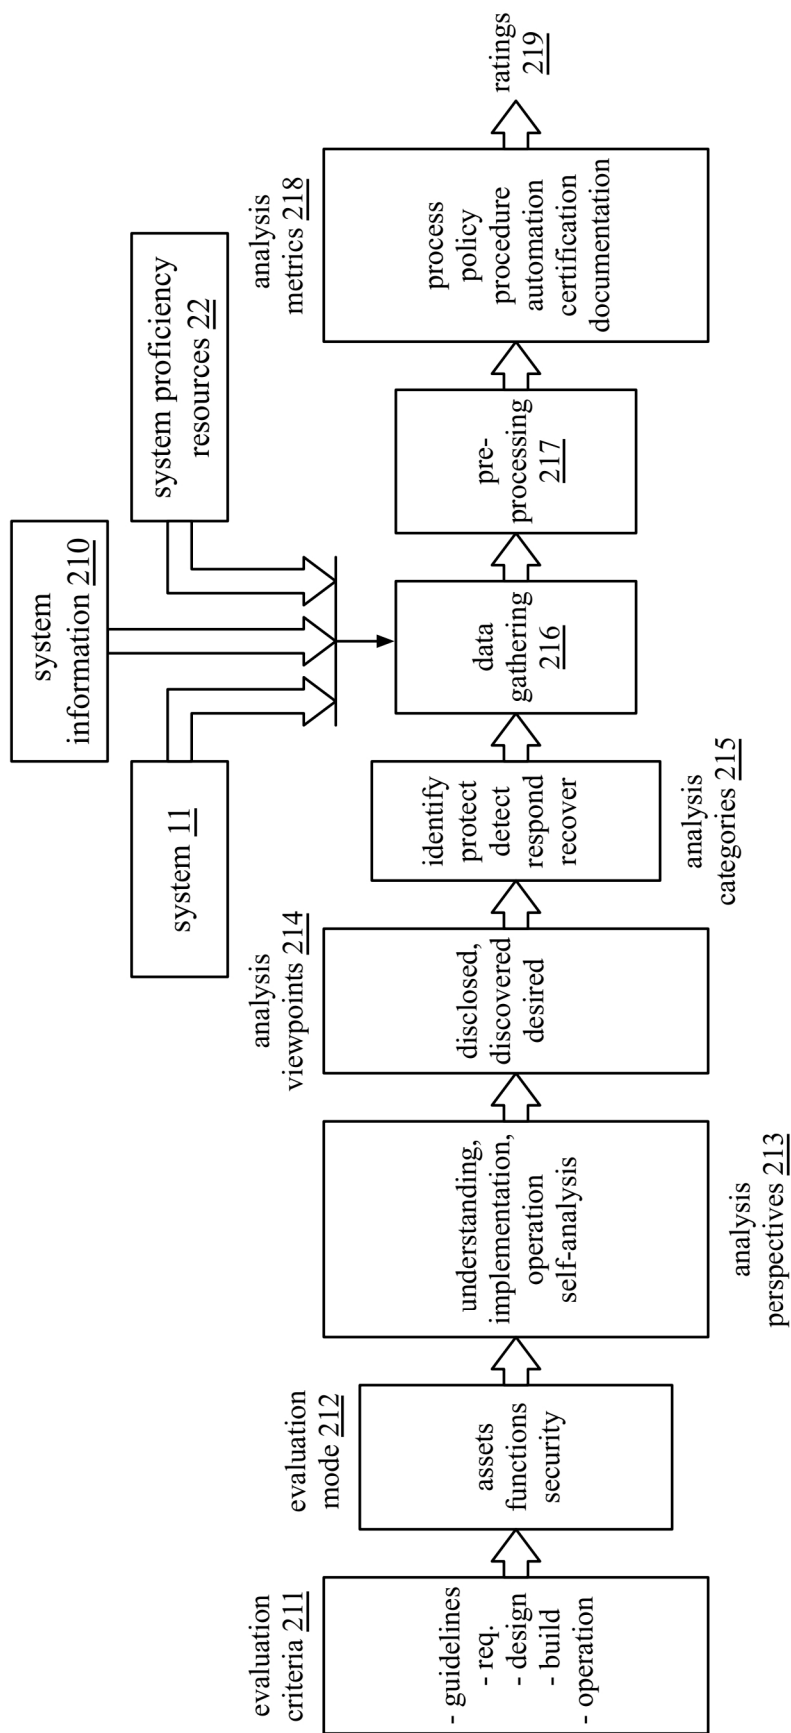 system
information 210
system 11
system proficiency
resources 22
evaluation
criteria 211
- guidelines
- req.
- design
- build
- operation
evaluation
mode 212
assets
functions
security
understanding,
implementation,
operation
self-analysis
analysis
perspectives 213
analysis
viewpoints 214
disclosed,
discovered
desired
identify
protect
detect
respond
recover
analysis
categories 215
data
gathering
216
pre-
processing
217
analysis
metrics 218
process
policy
procedure
automation
certification
documentation
ratings
219